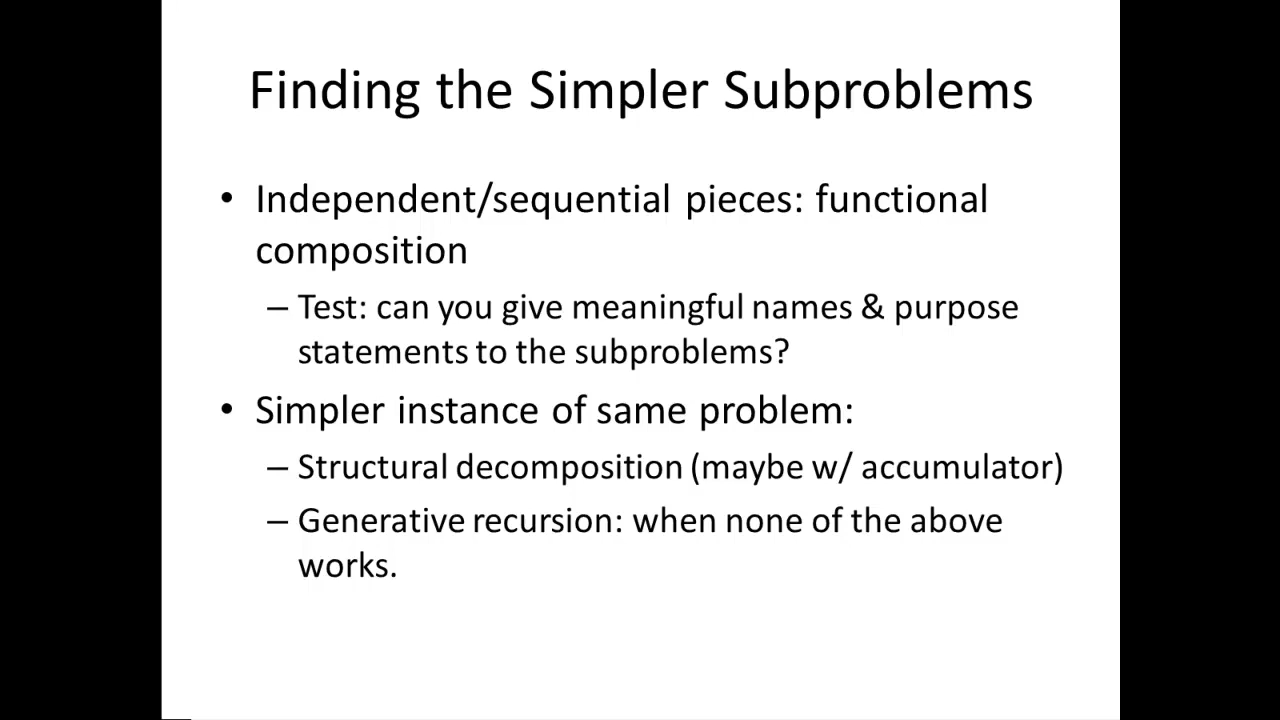 Finding the Simpler Subproblems
• Independent/sequential pieces: functional
composition
– Test: can you give meaningful names & purpose
statements to the subproblems?
• Simpler instance of same problem:
– Structural decomposition (maybe w/ accumulator)
– Generative recursion: when none of the above
works.